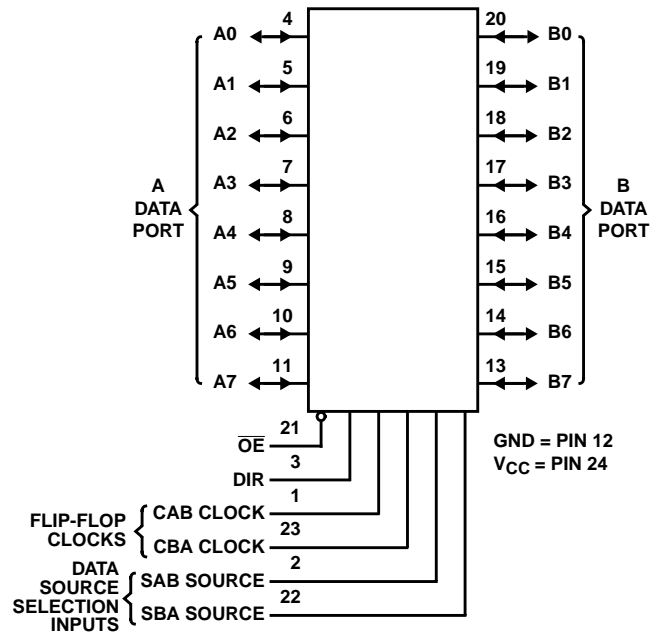 A0 4 20 B0
A1 5 19 B1
A2 6 18 B2
A3 7 17 B3
A DATA PORT
B DATA PORT
A4 8 16 B4
A5 9 15 B5
A6 10 14 B6
A7 11 13 B7
OE 21
GND = PIN 12
VCC = PIN 24
DIR 3
FLIP-FLOP
CLOCKS
CAB CLOCK 1
CBA CLOCK 23
DATA
SOURCE
SELECTION
INPUTS
SAB SOURCE 2
SBA SOURCE 22